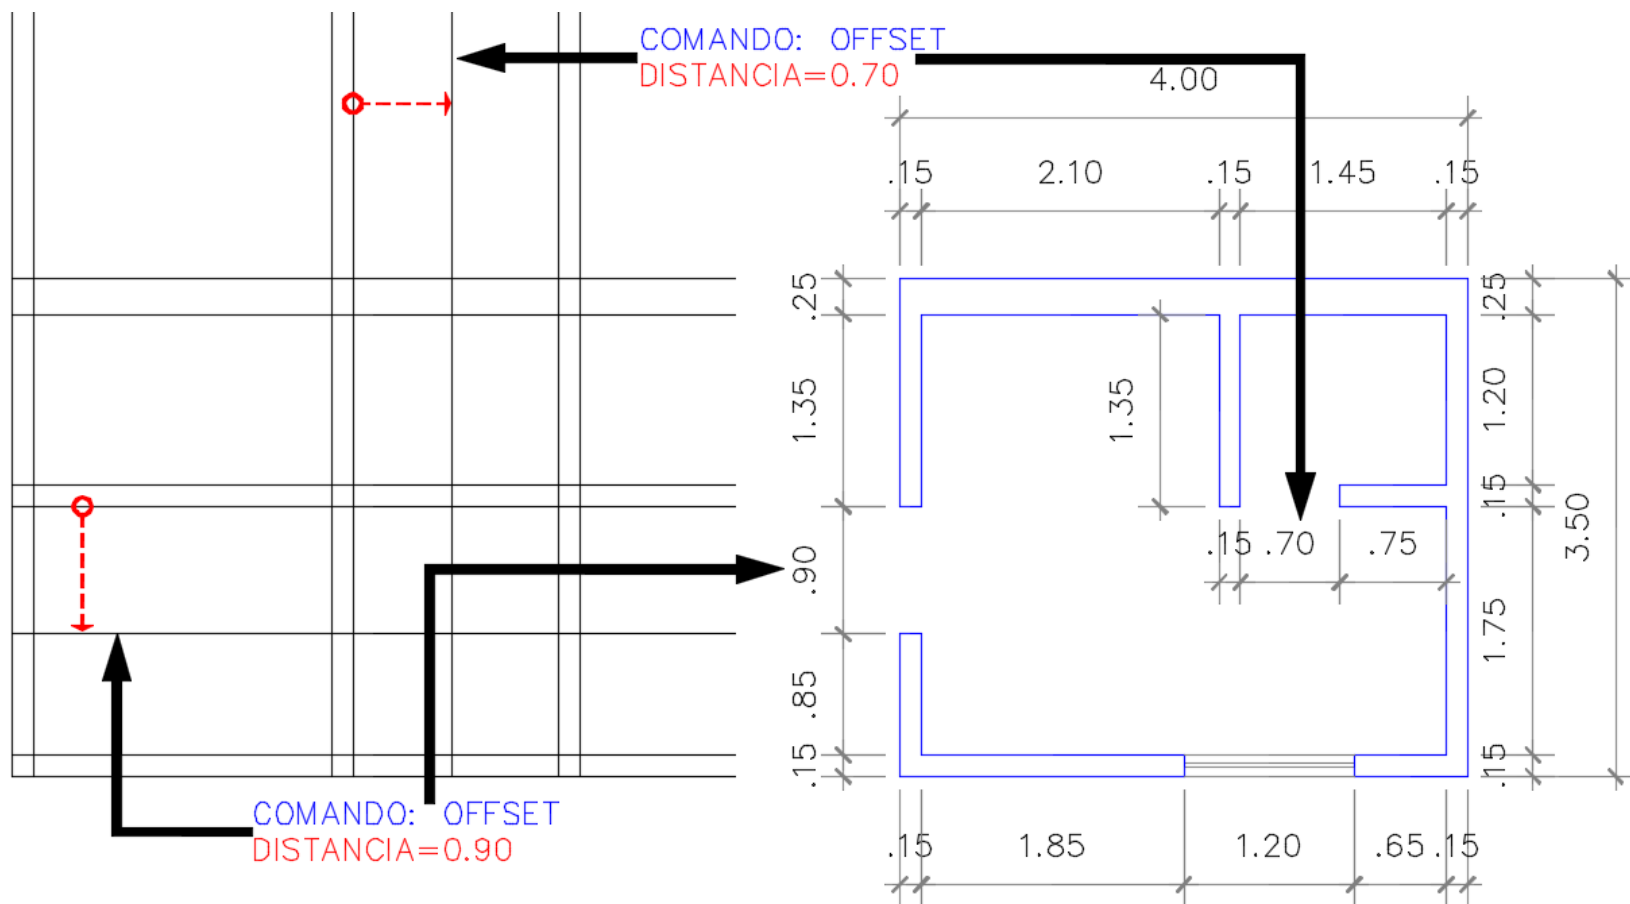 COMANDO: OFFSET
DISTANCIA=0.70
4.00
.15 2.10 .15 1.45 .15
.25
1.35
.90
.85
.15
1.35
.25
1.20
.15
1.75
.15
3.50
.15 .70 .75
COMANDO: OFFSET
DISTANCIA=0.90
.15 1.85 1.20 .65 .15